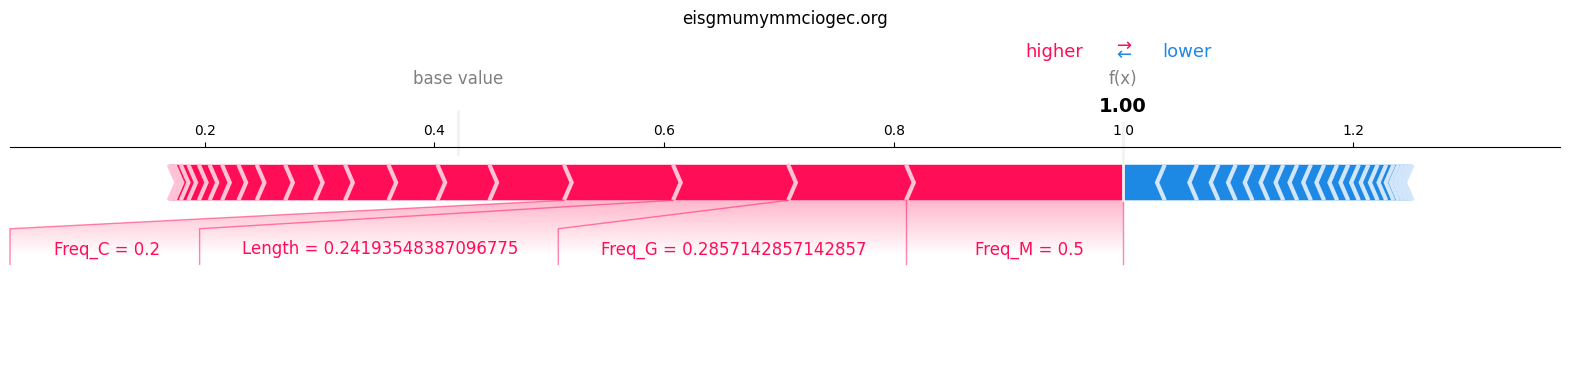 eisgmumymmciogec.org
higher → ← lower
base value f(x)
1.00
0.2 0.4 0.6 0.8 1 0 1.2
Freq_C = 0.2 Length = 0.24193548387096775 Freq_G = 0.2857142857142857 Freq_M = 0.5